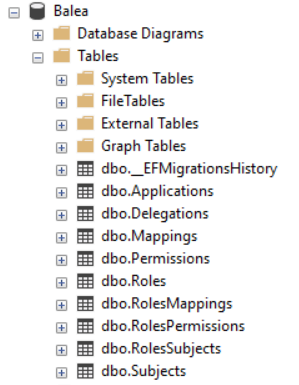 Balea
Database Diagrams
Tables
System Tables
FileTables
External Tables
Graph Tables
dbo.__EFMigrationsHistory
dbo.Applications
dbo.Delegations
dbo.Mappings
dbo.Permissions
dbo.Roles
dbo.RolesMappings
dbo.RolesPermissions
dbo.RolesSubjects
dbo.Subjects